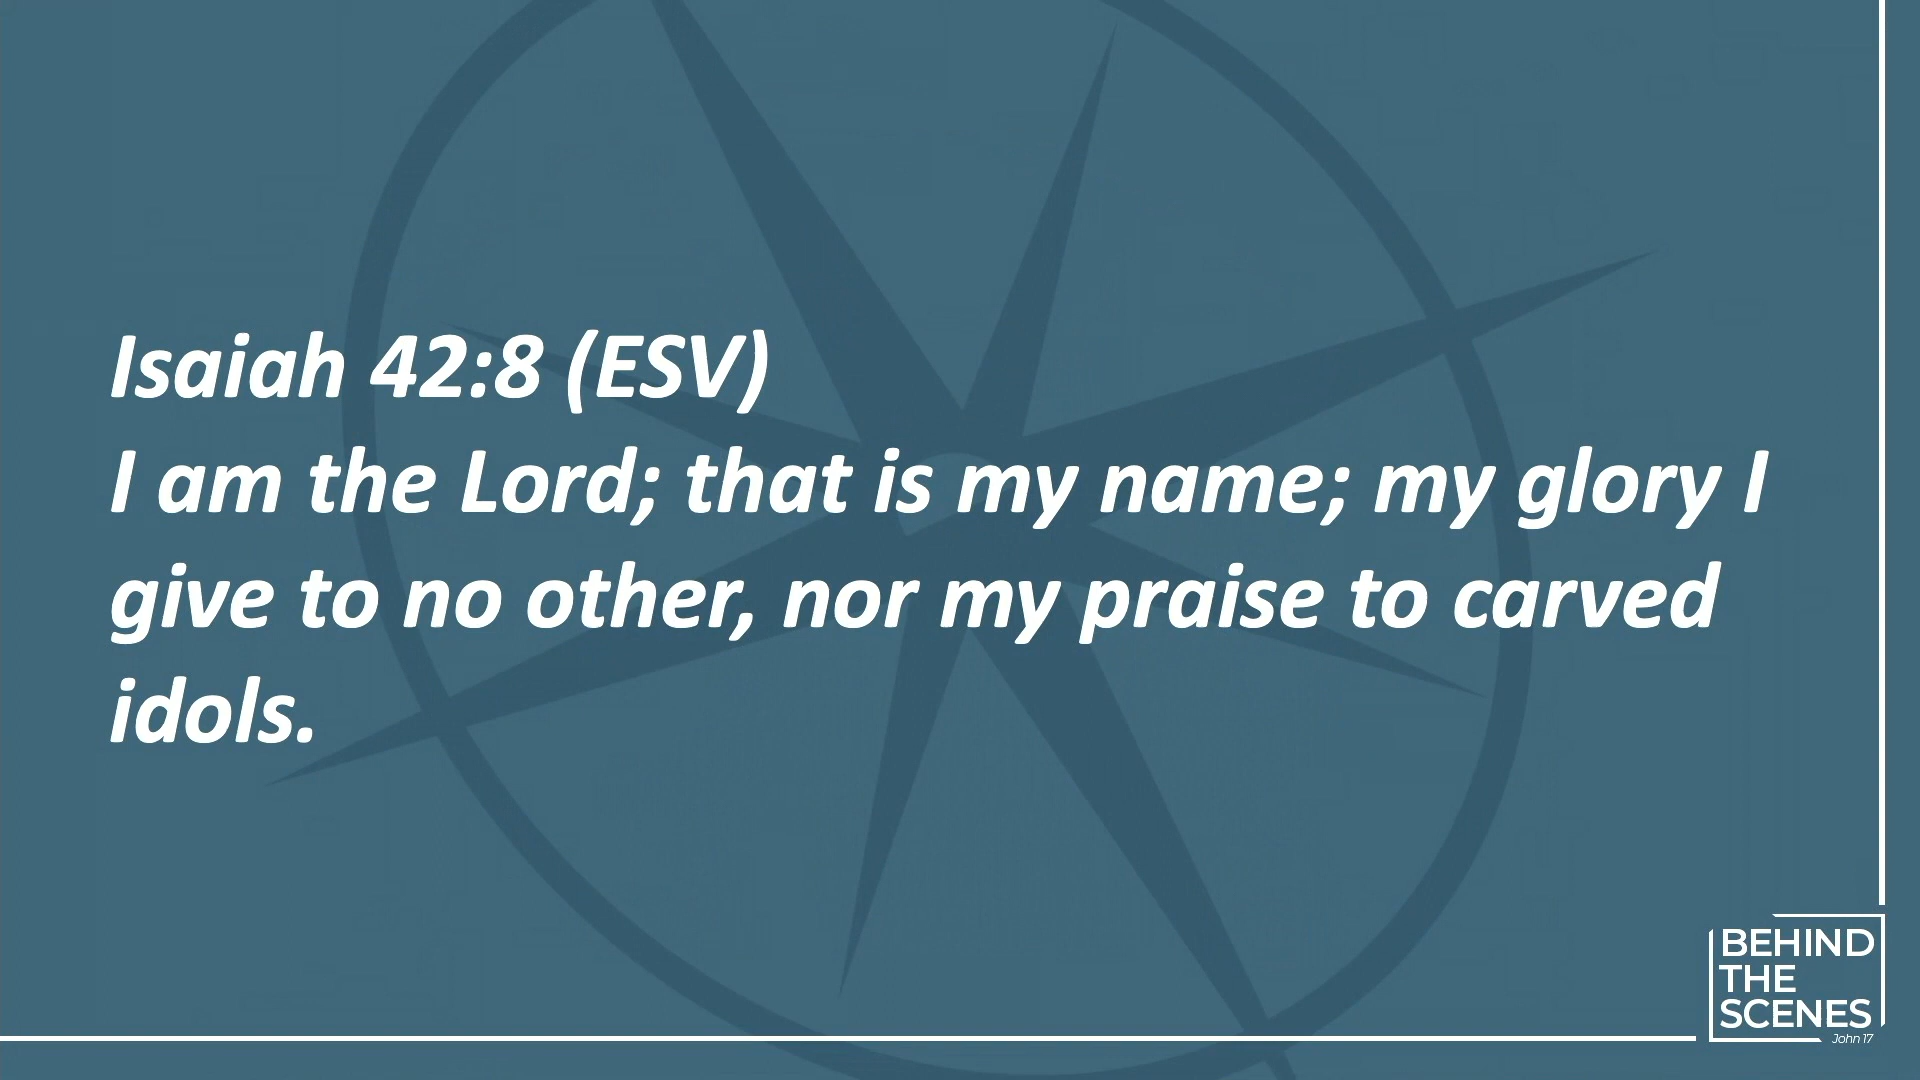 Isaiah 42:8 (ESV)
I am the Lord; that is my name; my glory I
give to no other, nor my praise to carved
idols.
BEHIND
THE
SCENES
John 17